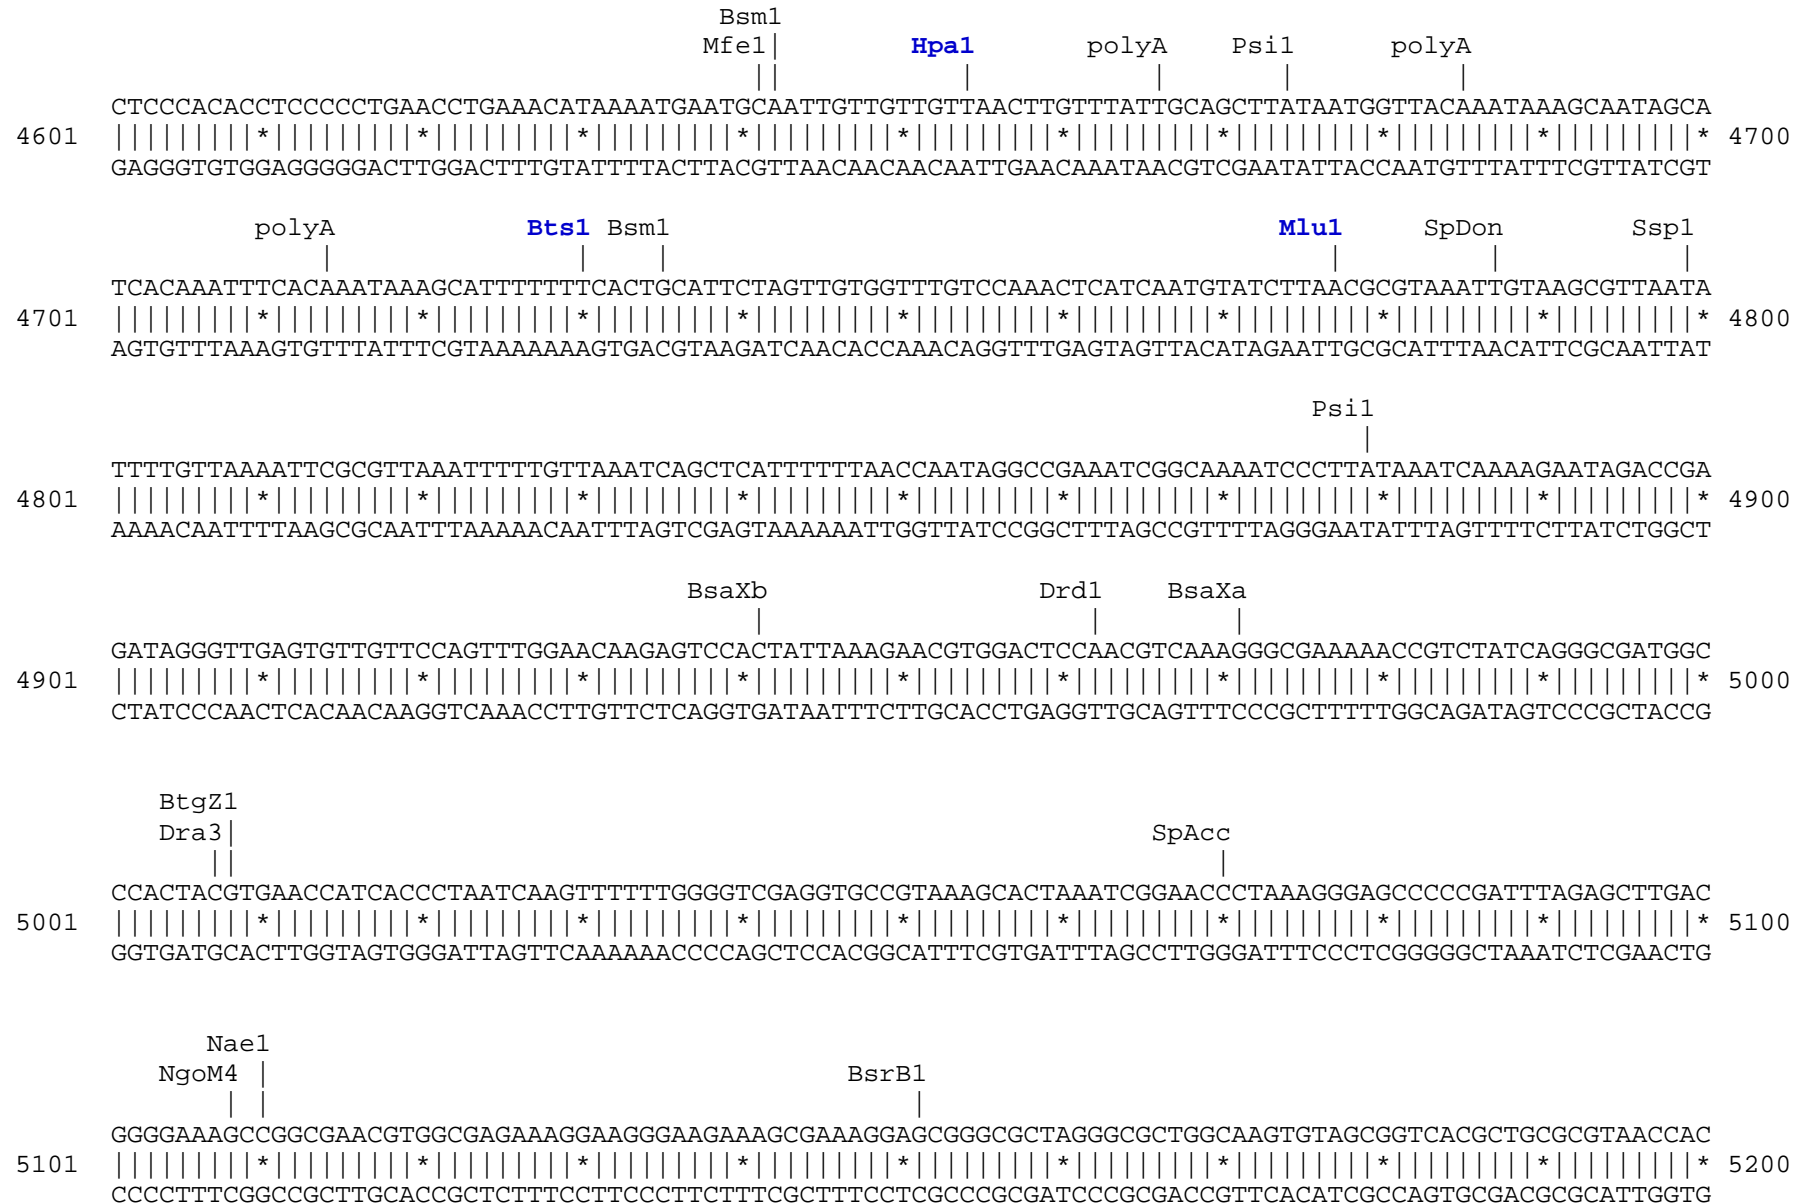 Bsm1
Mfe1| Hpa1 polyA Psi1 polyA
|| | | | |
CTCCCACACCTCCCCCTGAACCTGAAACATAAAATGAATGCAATTGTTGTTGTTAACTTGTTTATTGCAGCTTATAATGGTTACAAATAAAGCAATAGCA
4601 |||||||||*|||||||||*|||||||||*|||||||||*|||||||||*|||||||||*|||||||||*|||||||||*|||||||||*|||||||||* 4700
GAGGGTGTGGAGGGGGACTTGGACTTTGTATTTTACTTACGTTAACAACAACAATTGAACAAATAACGTCGAATATTACCAATGTTTATTTCGTTATCGT
polyA Bts1 Bsm1 Mlu1 SpDon Ssp1
| | | | | |
TCACAAATTTCACAAATAAAGCATTTTTTTCACTGCATTCTAGTTGTGGTTTGTCCAAACTCATCAATGTATCTTAACGCGTAAATTGTAAGCGTTAATA
4701 |||||||||*|||||||||*|||||||||*|||||||||*|||||||||*|||||||||*|||||||||*|||||||||*|||||||||*|||||||||* 4800
AGTGTTTAAAGTGTTTATTTCGTAAAAAAAGTGACGTAAGATCAACACCAAACAGGTTTGAGTAGTTACATAGAATTGCGCATTTAACATTCGCAATTAT
Psi1
|
TTTTGTTAAAATTCGCGTTAAATTTTTGTTAAATCAGCTCATTTTTTAACCAATAGGCCGAAATCGGCAAAATCCCTTATAAATCAAAAGAATAGACCGA
4801 |||||||||*|||||||||*|||||||||*|||||||||*|||||||||*|||||||||*|||||||||*|||||||||*|||||||||*|||||||||* 4900
AAAACAATTTTAAGCGCAATTTAAAAACAATTTAGTCGAGTAAAAAATTGGTTATCCGGCTTTAGCCGTTTTAGGGAATATTTAGTTTTCTTATCTGGCT
BsaXb Drd1 BsaXa
| | |
GATAGGGTTGAGTGTTGTTCCAGTTTGGAACAAGAGTCCACTATTAAAGAACGTGGACTCCAACGTCAAAGGGCGAAAAACCGTCTATCAGGGCGATGGC
4901 |||||||||*|||||||||*|||||||||*|||||||||*|||||||||*|||||||||*|||||||||*|||||||||*|||||||||*|||||||||* 5000
CTATCCCAACTCACAACAAGGTCAAACCTTGTTCTCAGGTGATAATTTCTTGCACCTGAGGTTGCAGTTTCCCGCTTTTTGGCAGATAGTCCCGCTACCG
BtgZ1
Dra3| SpAcc
|| |
CCACTACGTGAACCATCACCCTAATCAAGTTTTTTGGGGTCGAGGTGCCGTAAAGCACTAAATCGGAACCCTAAAGGGAGCCCCCGATTTAGAGCTTGAC
5001 |||||||||*|||||||||*|||||||||*|||||||||*|||||||||*|||||||||*|||||||||*|||||||||*|||||||||*|||||||||* 5100
GGTGATGCACTTGGTAGTGGGATTAGTTCAAAAAACCCCAGCTCCACGGCATTTCGTGATTTAGCCTTGGGATTTCCCTCGGGGGCTAAATCTCGAACTG
Nae1
NgoM4 | BsrB1
| | |
GGGGAAAGCCGGCGAACGTGGCGAGAAAGGAAGGGAAGAAAGCGAAAGGAGCGGGCGCTAGGGCGCTGGCAAGTGTAGCGGTCACGCTGCGCGTAACCAC
5101 |||||||||*|||||||||*|||||||||*|||||||||*|||||||||*|||||||||*|||||||||*|||||||||*|||||||||*|||||||||* 5200
CCCCTTTCGGCCGCTTGCACCGCTCTTTCCTTCCCTTCTTTCGCTTTCCTCGCCCGCGATCCCGCGACCGTTCACATCGCCAGTGCGACGCGCATTGGTG